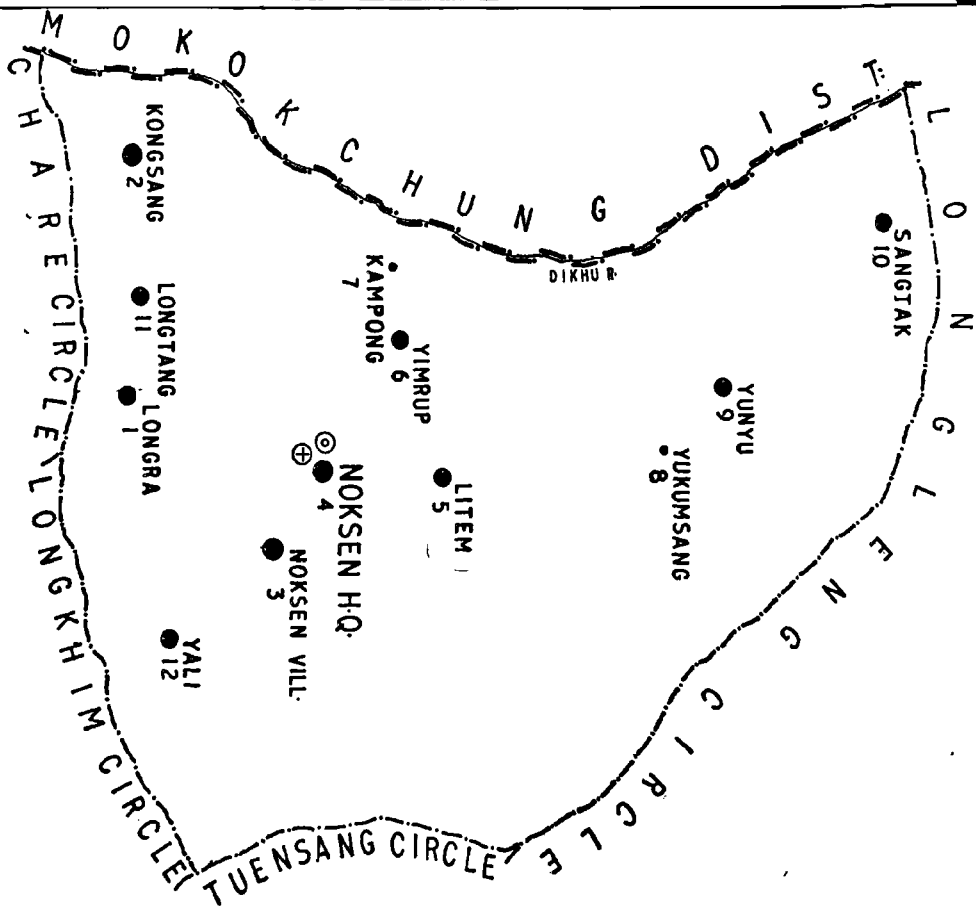 MOKOKCHUNG DIST:
DIKHU R.
LONGLENG CIRCLE
CHARE CIRCLE
LONGKHIM CIRCLE
TUENSANG CIRCLE
KONGSANG
2
LONGTANG
11
LONGRA
1
KAMPONG
7
YIMRUP
6
NOKSEN H.Q.
4
LITEM
5
NOKSEN VILL.
3
YALI
12
YUKUMSANG
8
YUNYU
9
SANGTAK
10